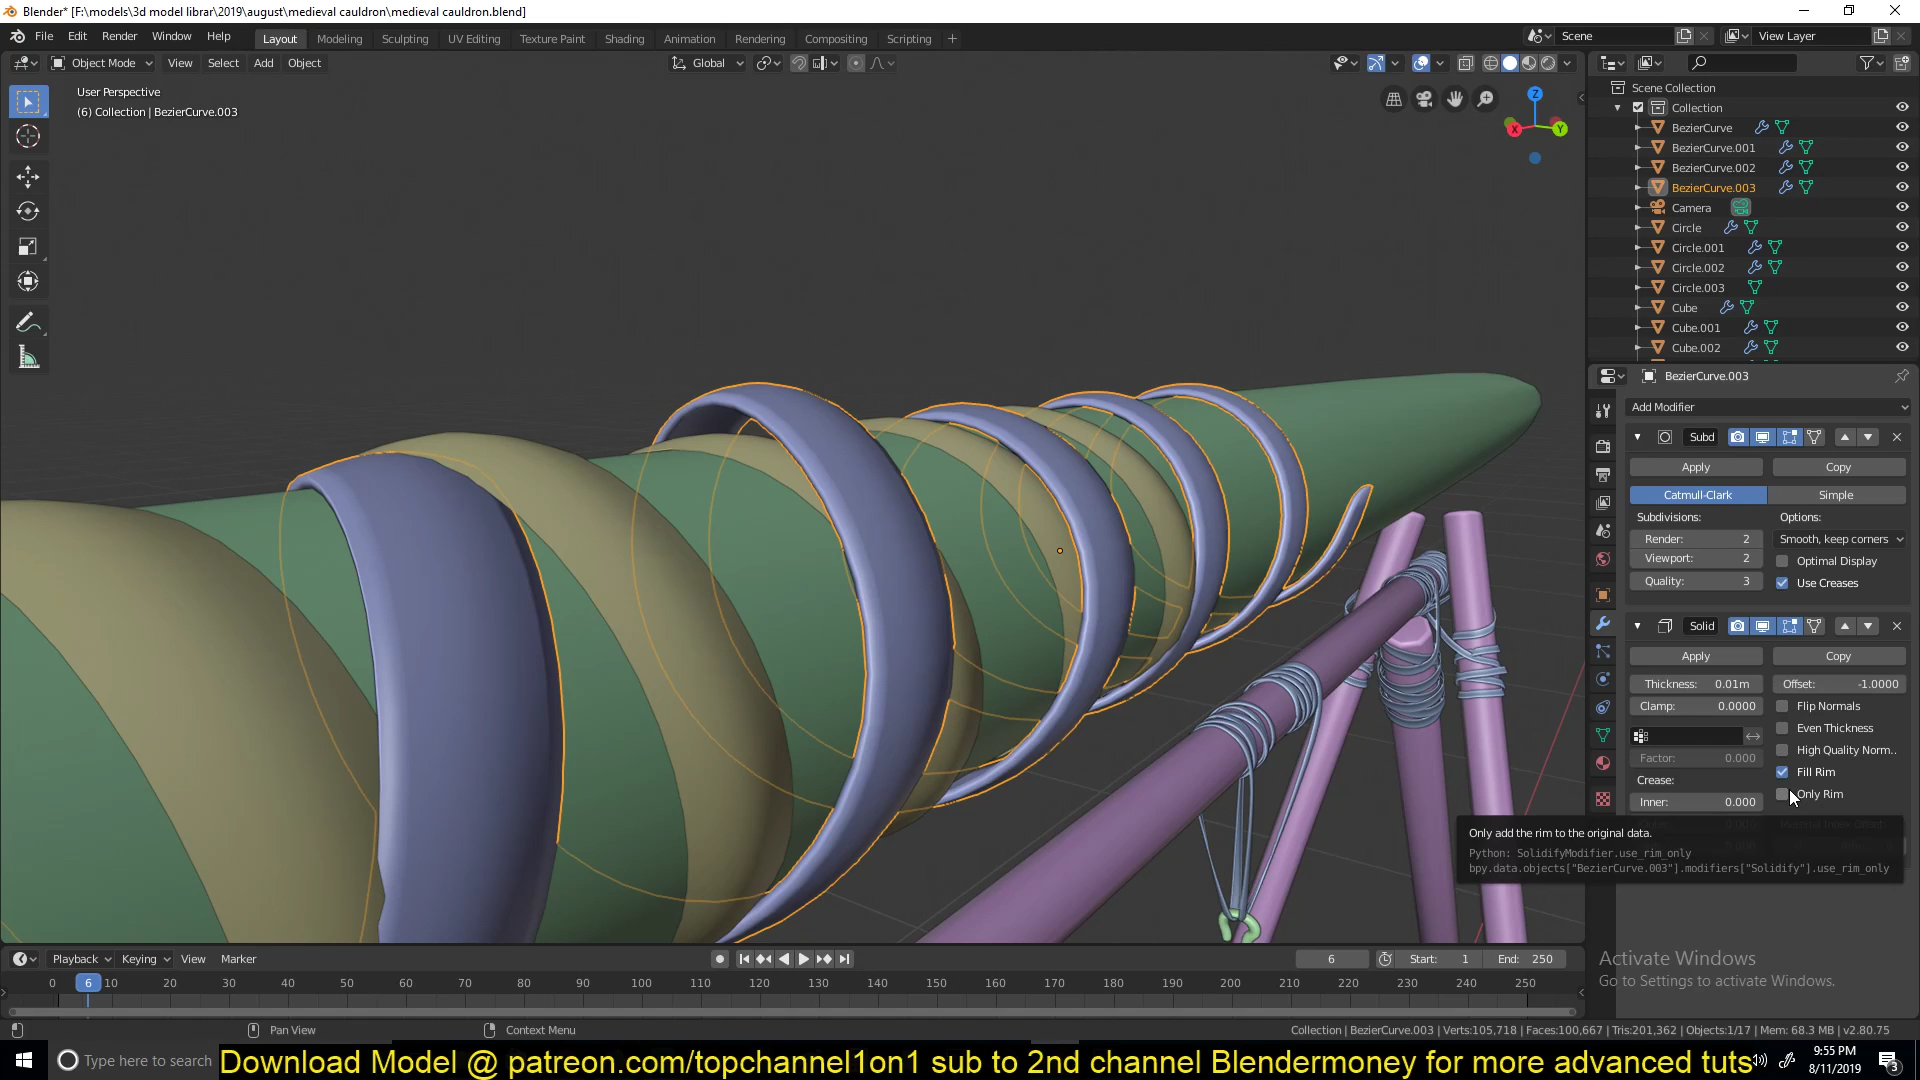 Blender* [F:\models\3d model librar\2019\august\medieval cauldron\medieval cauldron.blend]
File Edit Render Window Help Layout Modeling Sculpting UV Editing Texture Paint Shading Animation Rendering Compositing Scripting + Scene View Layer
Object Mode View Select Add Object Global
User Perspective
(6) Collection | BezierCurve.003
Z
X
Y
Scene Collection
Collection
BezierCurve
BezierCurve.001
BezierCurve.002
BezierCurve.003
Camera
Circle
Circle.001
Circle.002
Circle.003
Cube
Cube.001
Cube.002
BezierCurve.003
Add Modifier
Subd
Apply Copy
Catmull-Clark Simple
Subdivisions: Options:
Render: 2 Smooth, keep corners
Viewport: 2 Optimal Display
Quality: 3 Use Creases
Solid
Apply Copy
Thickness: 0.01m Offset: -1.0000
Clamp: 0.0000 Flip Normals
Even Thickness
High Quality Norm..
Factor: 0.000 Fill Rim
Crease:
Inner: 0.000 Only Rim
Only add the rim to the original data.
Python: SolidifyModifier.use_rim_only
bpy.data.objects["BezierCurve.003"].modifiers["Solidify"].use_rim_only
Activate Windows
Go to Settings to activate Windows.
Playback Keying View Marker 6 Start: 1 End: 250
0 6 10 20 30 40 50 60 70 80 90 100 110 120 130 140 150 160 170 180 190 200 210 220 230 240 250
Pan View Context Menu Collection | BezierCurve.003 | Verts:105,718 | Faces:100,667 | Tris:201,362 | Objects:1/17 | Mem: 68.3 MB | v2.80.75
Type here to search
Download Model @ patreon.com/topchannel1on1 sub to 2nd channel Blendermoney for more advanced tuts
9:55 PM
8/11/2019
3